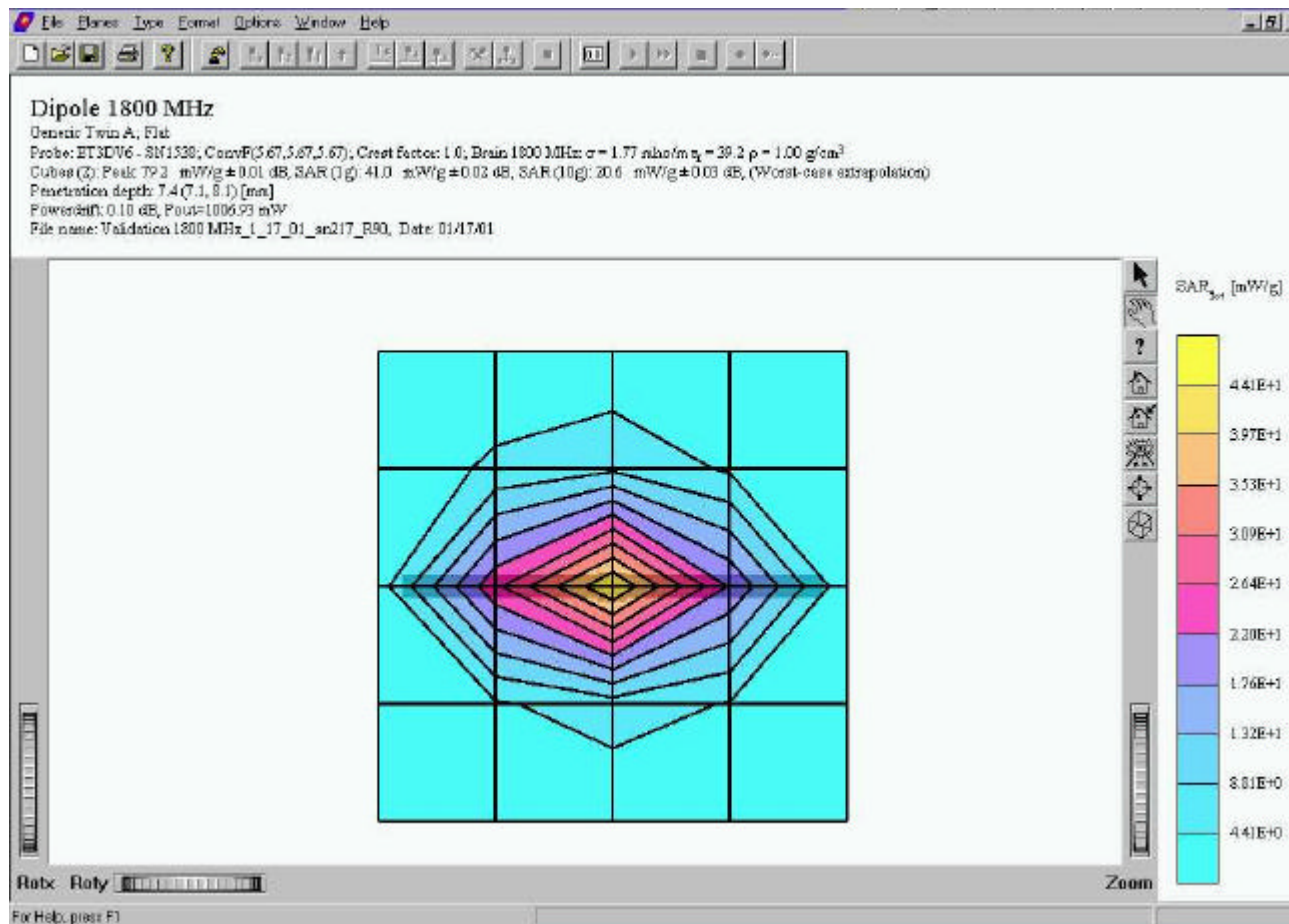 File Planes Type Format Options Window Help
Dipole 1800 MHz
Generic Twin A; Flat
Probe: ET3DV6 - SN1538; ConvF(5.67,5.67,5.67); Crest factor: 1.0; Brain 1800 MHz: σ = 1.77 mho/m εr = 39.2 ρ = 1.00 g/cm³
Cubes (2): Peak: 79.2 mW/g ± 0.01 dB, SAR (1g): 41.0 mW/g ± 0.02 dB, SAR (10g): 20.6 mW/g ± 0.03 dB, (Worst-case extrapolation)
Penetration depth: 7.4 (7.1, 8.1) [mm]
Powerdrift: 0.10 dB, Pout=1006.93 mW
File name: Validation 1800 MHz_1_17_01_sn217_R90, Date: 01/17/01
SARTot [mW/g]
4.41E+1
3.97E+1
3.53E+1
3.09E+1
2.64E+1
2.20E+1
1.76E+1
1.32E+1
8.81E+0
4.41E+0
Rotx Roty
Zoom
For Help, press F1